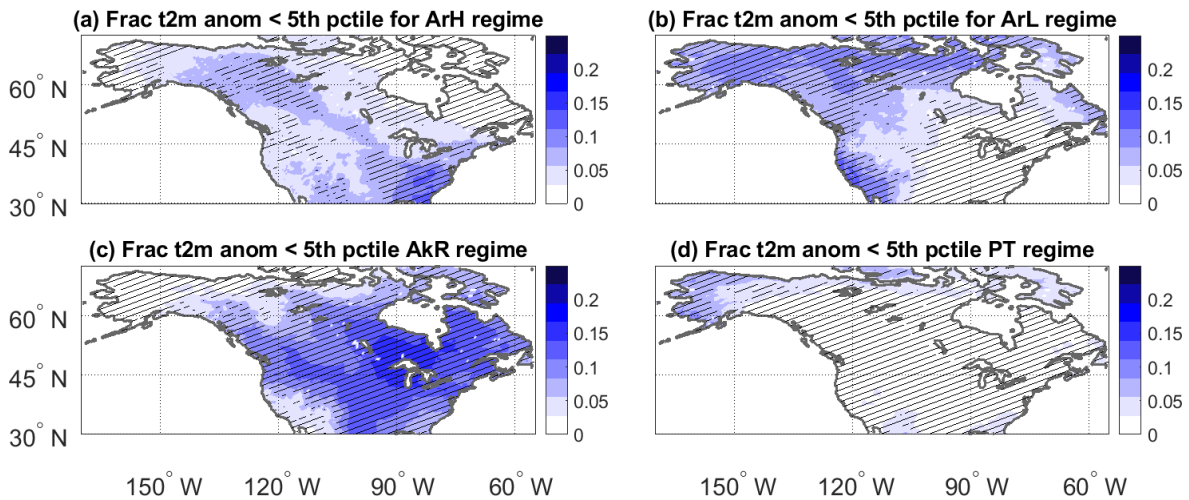 (a) Frac t2m anom < 5th pctile for ArH regime
(b) Frac t2m anom < 5th pctile for ArL regime
60° N
45° N
30° N
0.2
0.15
0.1
0.05
0
0.2
0.15
0.1
0.05
0
(c) Frac t2m anom < 5th pctile AkR regime
(d) Frac t2m anom < 5th pctile PT regime
60° N
45° N
30° N
0.2
0.15
0.1
0.05
0
0.2
0.15
0.1
0.05
0
150° W 120° W 90° W 60° W
150° W 120° W 90° W 60° W